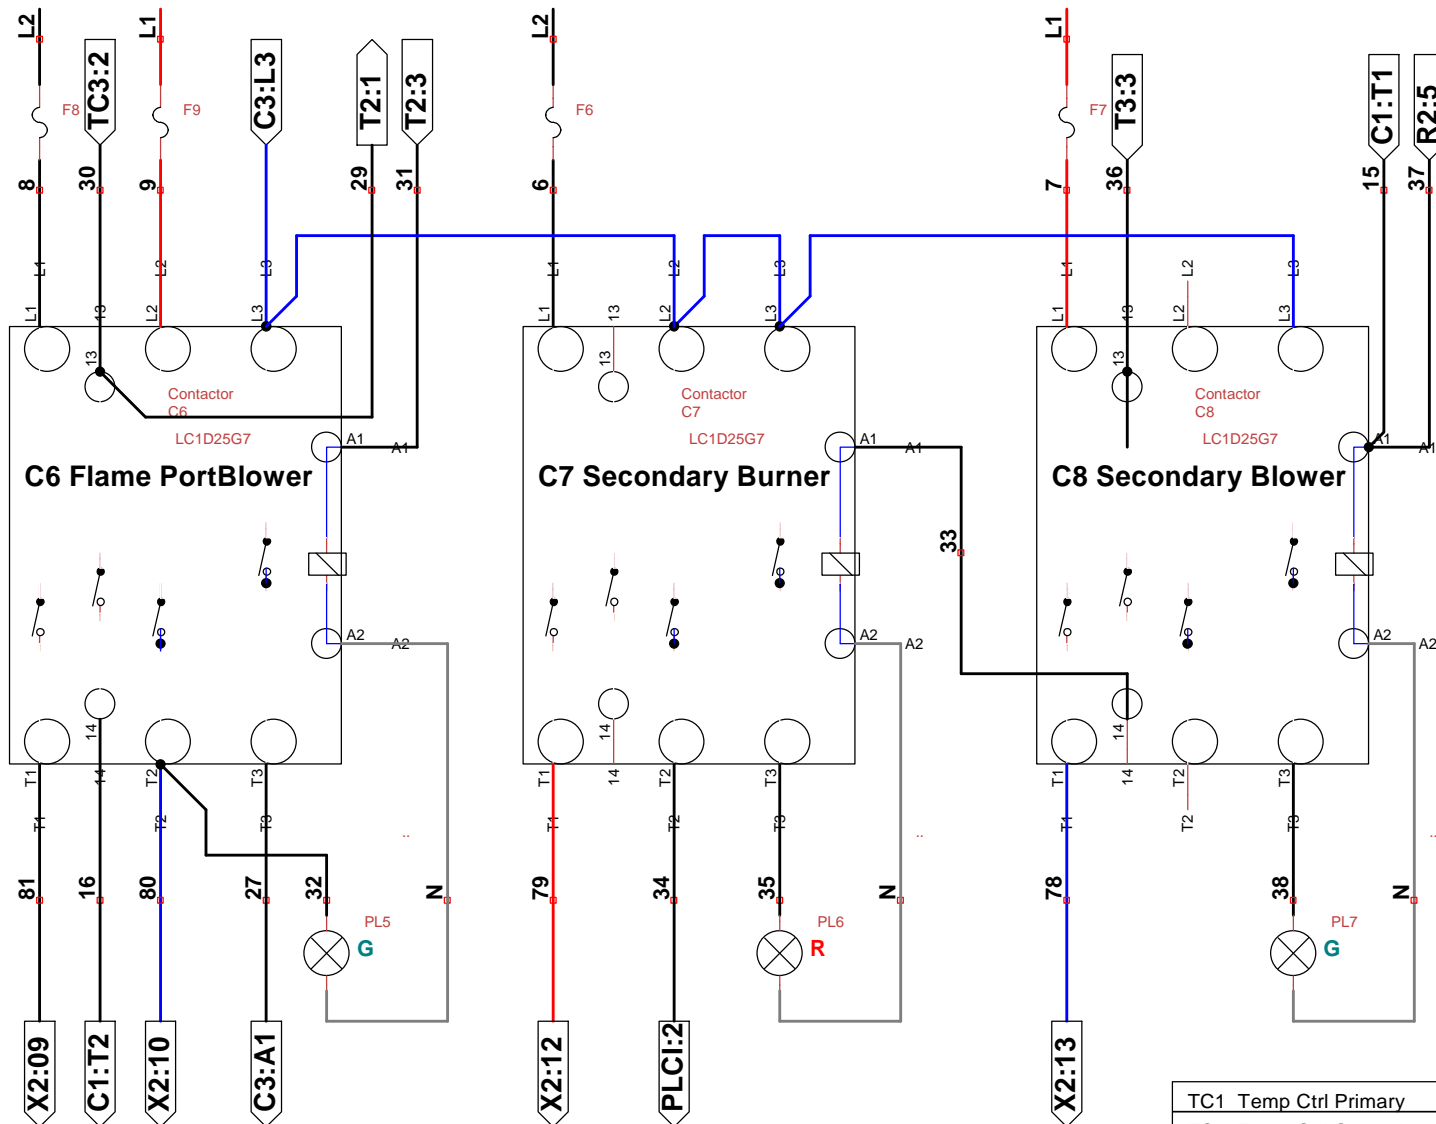 L2
L1
L2
L1
F8
TC3:2
F9
C3:L3
T2:1
T2:3
F6
F7
T3:3
C1:T1
R2:5
8
30
9
29
31
6
7
36
15
37
L1
L2
L3
L1
L2
L3
L1
L2
L3
L1
13
L2
L3
L1
13
L2
L3
L1
13
L2
L3
13
13
13
Contactor
C6
LC1D25G7
A1
A1
C6 Flame PortBlower
A2
A2
Contactor
C7
LC1D25G7
A1
A1
C7 Secondary Burner
A2
A2
33
Contactor
C8
LC1D25G7
A1
A1
C8 Secondary Blower
A2
A2
14
14
14
T1
14
T2
T3
T1
14
T2
T3
T1
14
T2
T3
T1
T2
T3
T1
T2
T3
T1
T2
T3
..
..
..
81
16
80
27
32
N
79
34
35
N
78
38
N
PL5
G
PL6
R
PL7
G
X2:09
C1:T2
X2:10
C3:A1
X2:12
PLCI:2
X2:13
TC1 Temp Ctrl Primary